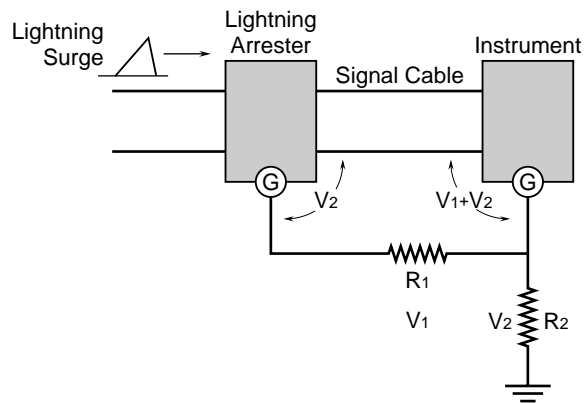 Lightning
Surge
Lightning
Arrester
Signal Cable
Instrument
G
G
V2
V1+V2
R1
V1
V2
R2